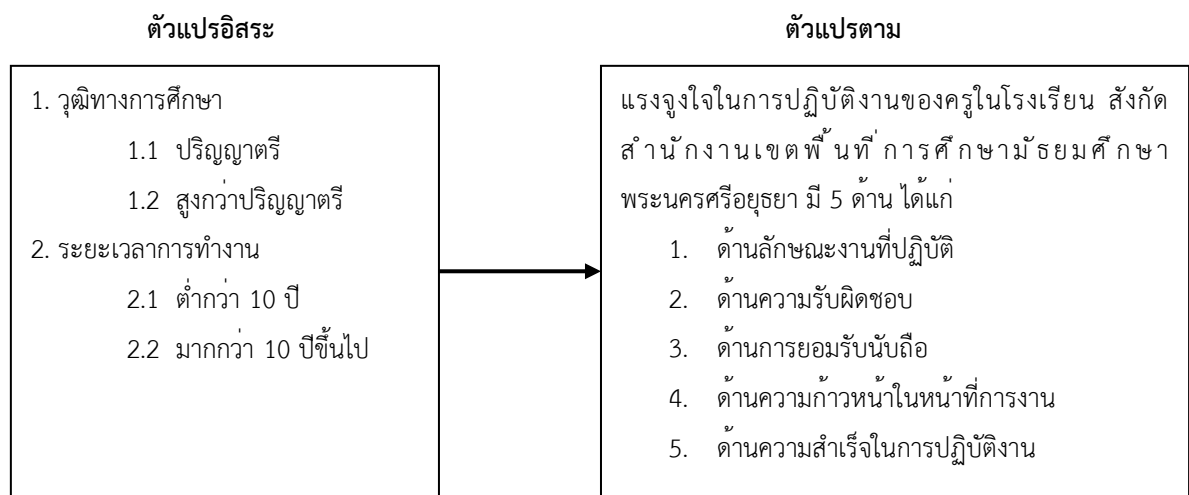 ตัวแปรอิสระ
1. วุฒิทางการศึกษา
1.1 ปริญญาตรี
1.2 สูงกว่าปริญญาตรี
2. ระยะเวลาการทำงาน
2.1 ต่ำกว่า 10 ปี
2.2 มากกว่า 10 ปีขึ้นไป
ตัวแปรตาม
แรงจูงใจในการปฏิบัติงานของครูในโรงเรียน สังกัด
สำนักงานเขตพื้นที่การศึกษามัธยมศึกษา
พระนครศรีอยุธยา มี 5 ด้าน ได้แก่
1. ด้านลักษณะงานที่ปฏิบัติ
2. ด้านความรับผิดชอบ
3. ด้านการยอมรับนับถือ
4. ด้านความก้าวหน้าในหน้าที่การงาน
5. ด้านความสำเร็จในการปฏิบัติงาน